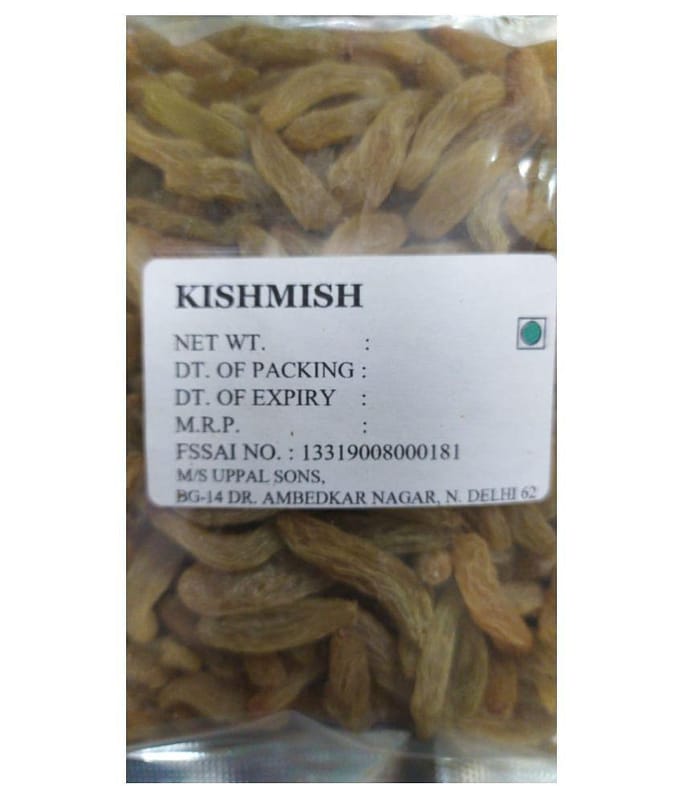 KISHMISH
NET WT. :
DT. OF PACKING :
DT. OF EXPIRY :
M.R.P. :
FSSAI NO. : 13319008000181
M/S UPPAL SONS,
BG-14 DR. AMBEDKAR NAGAR, N. DELHI 62